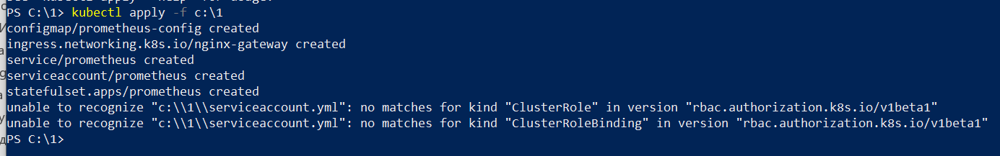 PS C:\1> kubectl apply -f c:\1
configmap/prometheus-config created
ingress.networking.k8s.io/nginx-gateway created
service/prometheus created
serviceaccount/prometheus created
statefulset.apps/prometheus created
unable to recognize "c:\\1\\serviceaccount.yml": no matches for kind "ClusterRole" in version "rbac.authorization.k8s.io/v1beta1"
unable to recognize "c:\\1\\serviceaccount.yml": no matches for kind "ClusterRoleBinding" in version "rbac.authorization.k8s.io/v1beta1"
PS C:\1>